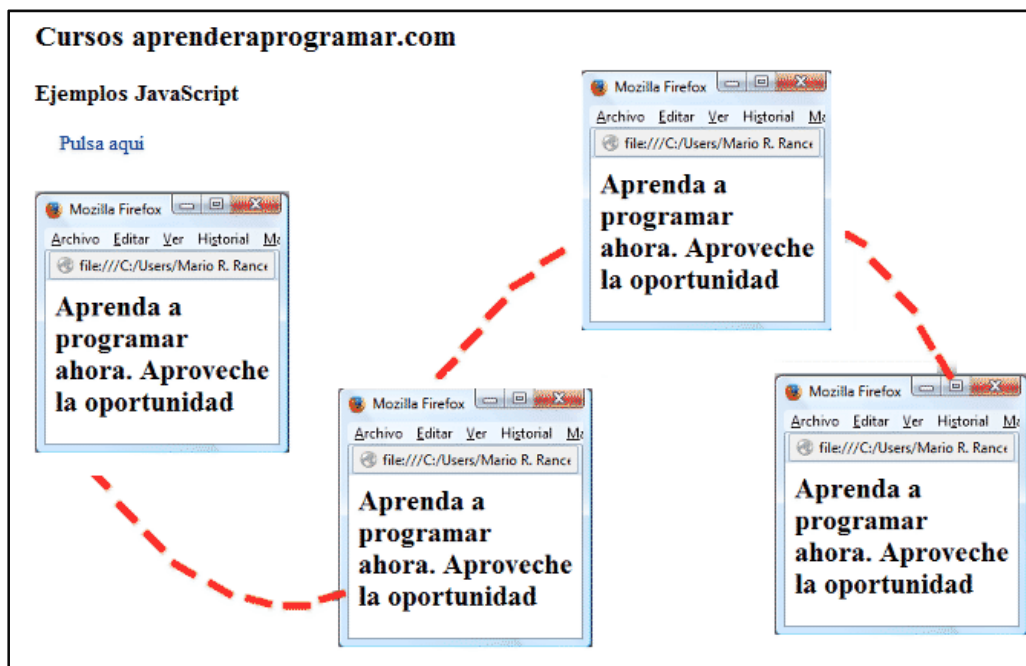 Cursos aprenderaprogramar.com
Ejemplos JavaScript
Pulsa aquí
Mozilla Firefox
Archivo Editar Ver Historial
file:///C:/Users/Mario R. Rance
Aprenda a
programar
ahora. Aproveche
la oportunidad
Mozilla Firefox
Archivo Editar Ver Historial
file:///C:/Users/Mario R. Rance
Aprenda a
programar
ahora. Aproveche
la oportunidad
Mozilla Firefox
Archivo Editar Ver Historial
file:///C:/Users/Mario R. Rance
Aprenda a
programar
ahora. Aproveche
la oportunidad
Mozilla Firefox
Archivo Editar Ver Historial
file:///C:/Users/Mario R. Rance
Aprenda a
programar
ahora. Aproveche
la oportunidad